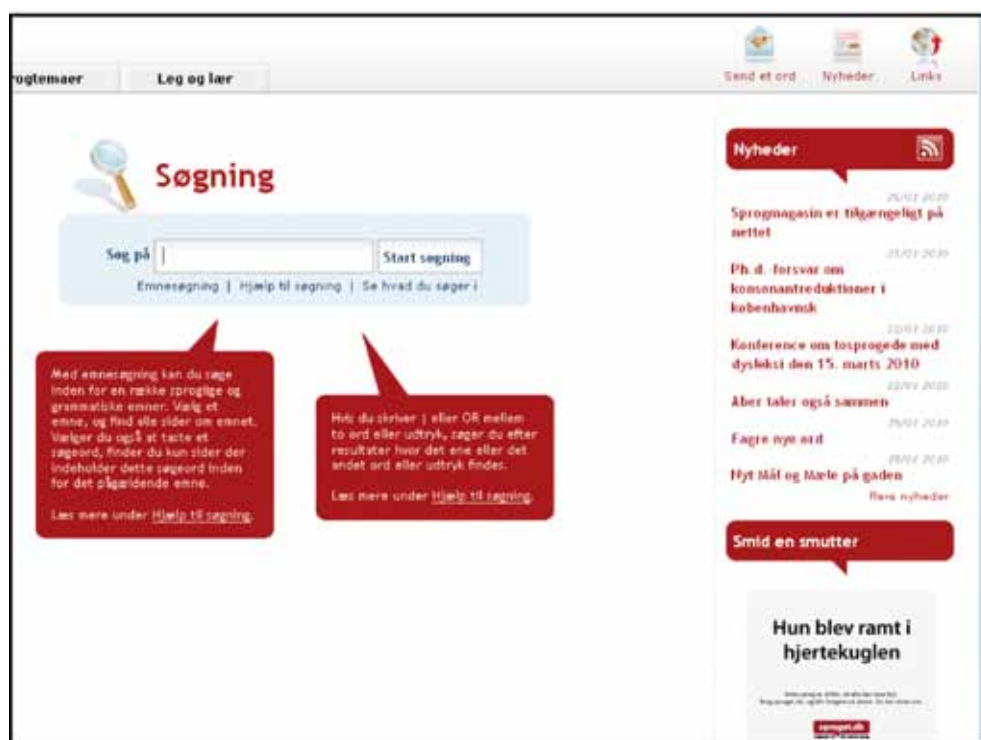 Send et ord
Nyheder
Links
rogtemaer
Leg og lær
Søgning
Søg på
Start søgning
Emnesøgning | Hjælp til søgning | Se hvad du søger i
Med emnesøgning kan du søge
inden for en række sproglige og
grammatiske emner. Vælg et
emne, og find alle sider om emnet.
Vælger du også at taste et
søgeord, finder du kun sider der
indeholder dette søgeord inden
for det pågældende emne.
Læs mere under Hjælp til søgning.
Hvis du skriver ; eller OR mellem
to ord eller udtryk, søger du efter
resultater hvor det ene eller det
andet ord eller udtryk findes.
Læs mere under Hjælp til søgning.
Nyheder
Sprogmagasin er tilgængeligt på
nettet
Ph.d.-forsvar om
konsonantreduktioner i
københavnsk
Konference om tosprogede med
dysleksi den 15. marts 2010
Aber taler også sammen
Fagre nye ord
Nyt Mål og Mæle på gaden
flere nyheder
Smid en smutter
Hun blev ramt i
hjertekuglen
sproget.dk